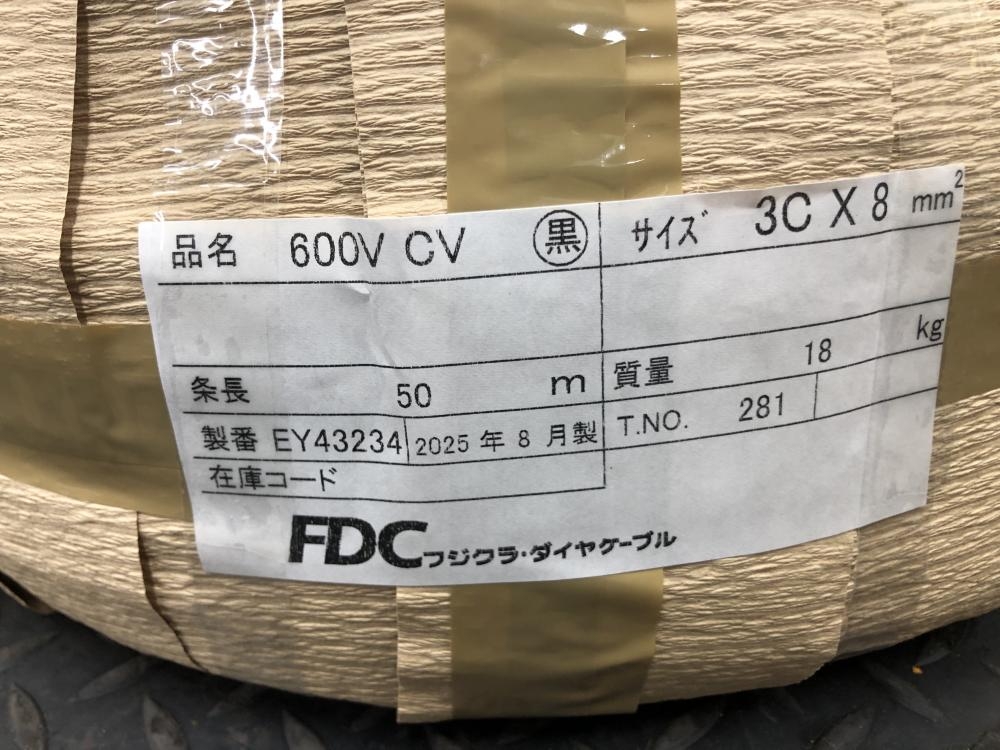 品名 600V CV 黒 サイズ 3C X 8 mm²
条長 50 m 質量 18 kg
製番 EY43234 2025 年 8 月製 T.NO. 281
在庫コード
FDC フジクラ・ダイヤケーブル